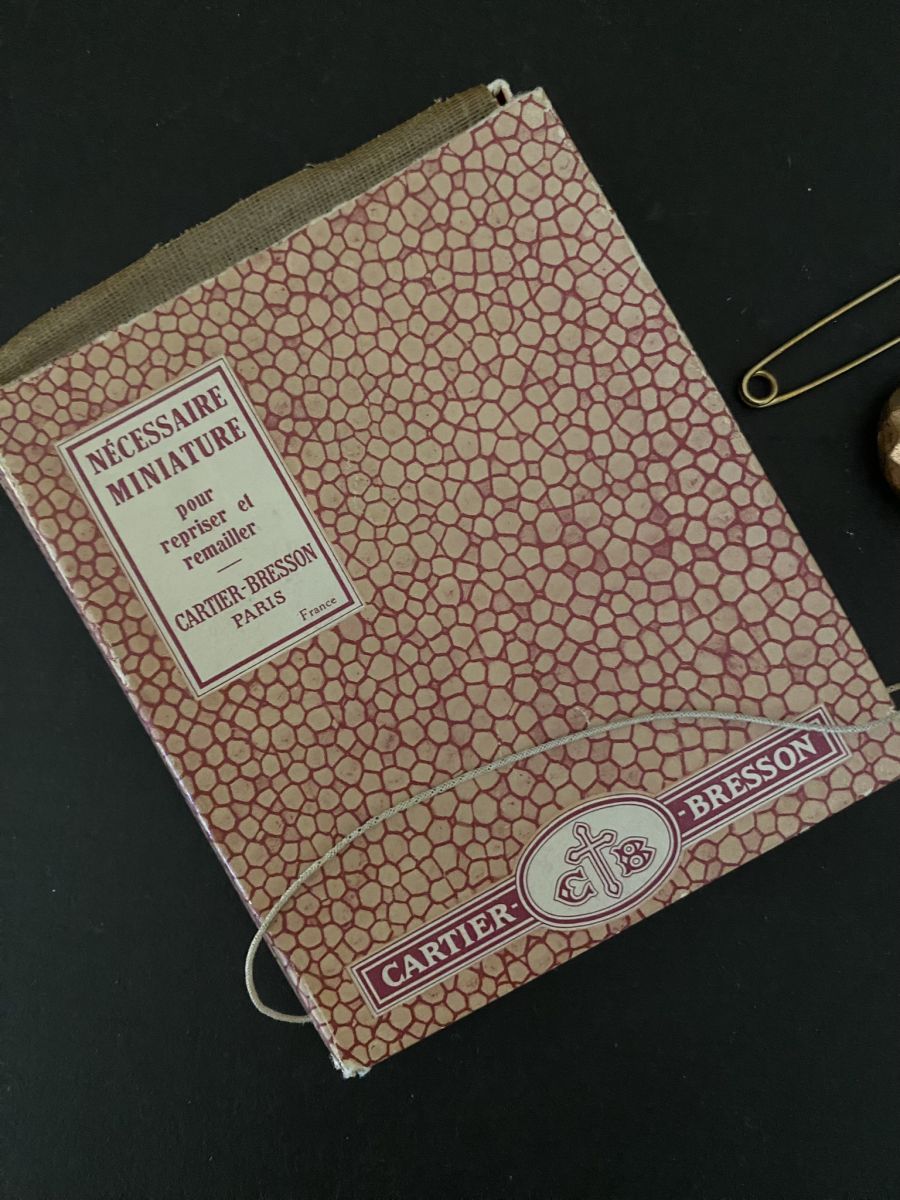 NÉCESSAIRE
MINIATURE
pour
repriser et
remailler
CARTIER-BRESSON
PARIS
France
CARTIER-
C B
-BRESSON